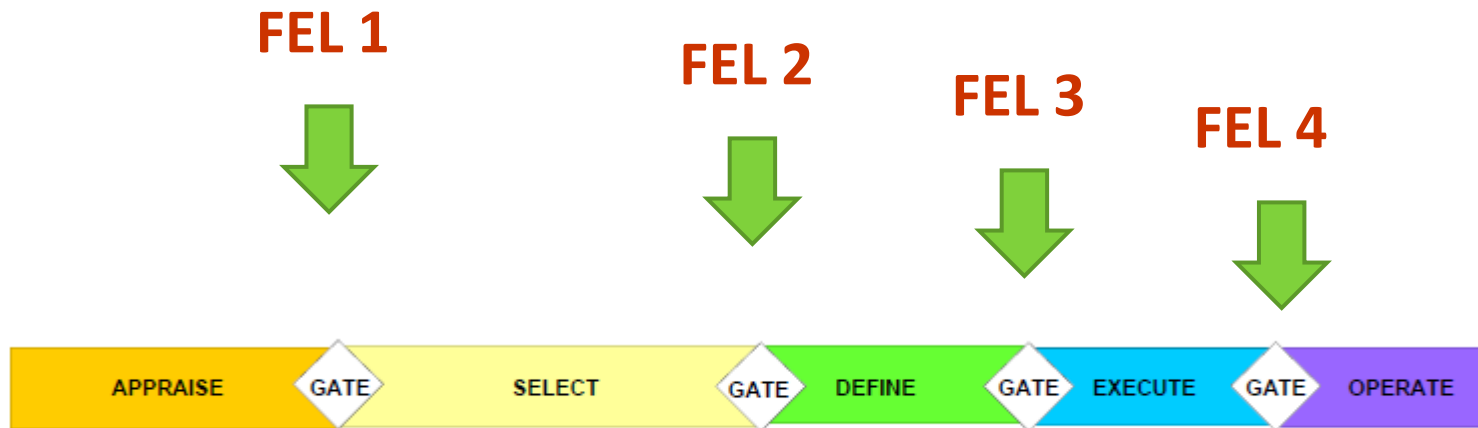 FEL 1
FEL 2
FEL 3
FEL 4
APPRAISE GATE SELECT GATE DEFINE GATE EXECUTE GATE OPERATE